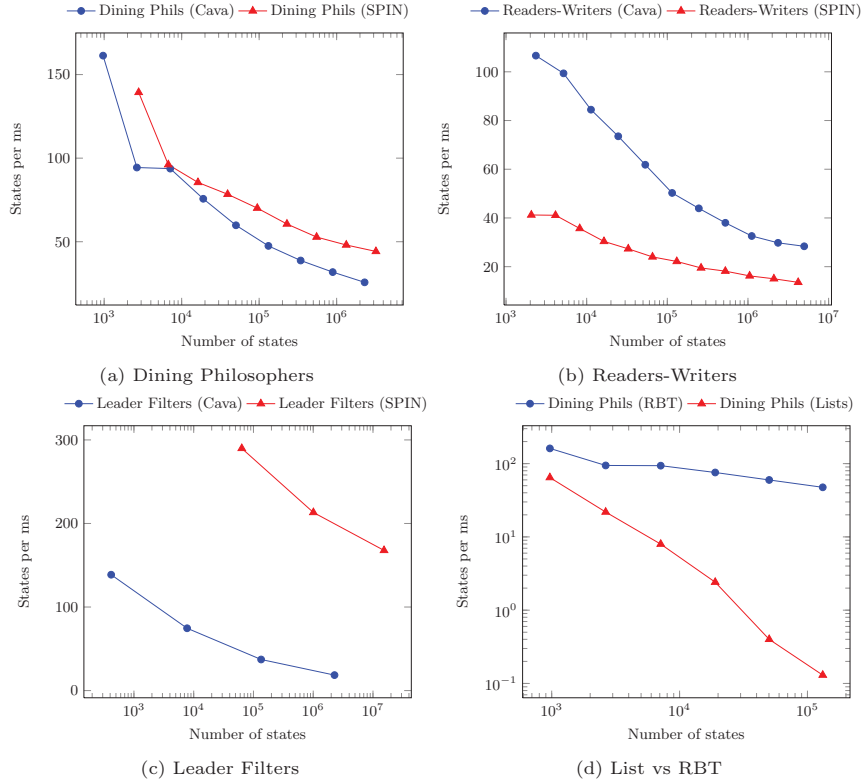 Dining Phils (Cava) Dining Phils (SPIN)
150
100
50
States per ms
10^3 10^4 10^5 10^6
Number of states
(a) Dining Philosophers
Readers-Writers (Cava) Readers-Writers (SPIN)
100
80
60
40
20
States per ms
10^3 10^4 10^5 10^6 10^7
Number of states
(b) Readers-Writers
Leader Filters (Cava) Leader Filters (SPIN)
300
200
100
0
States per ms
10^3 10^4 10^5 10^6 10^7
Number of states
(c) Leader Filters
Dining Phils (RBT) Dining Phils (Lists)
10^2
10^1
10^0
10^−1
States per ms
10^3 10^4 10^5
Number of states
(d) List vs RBT